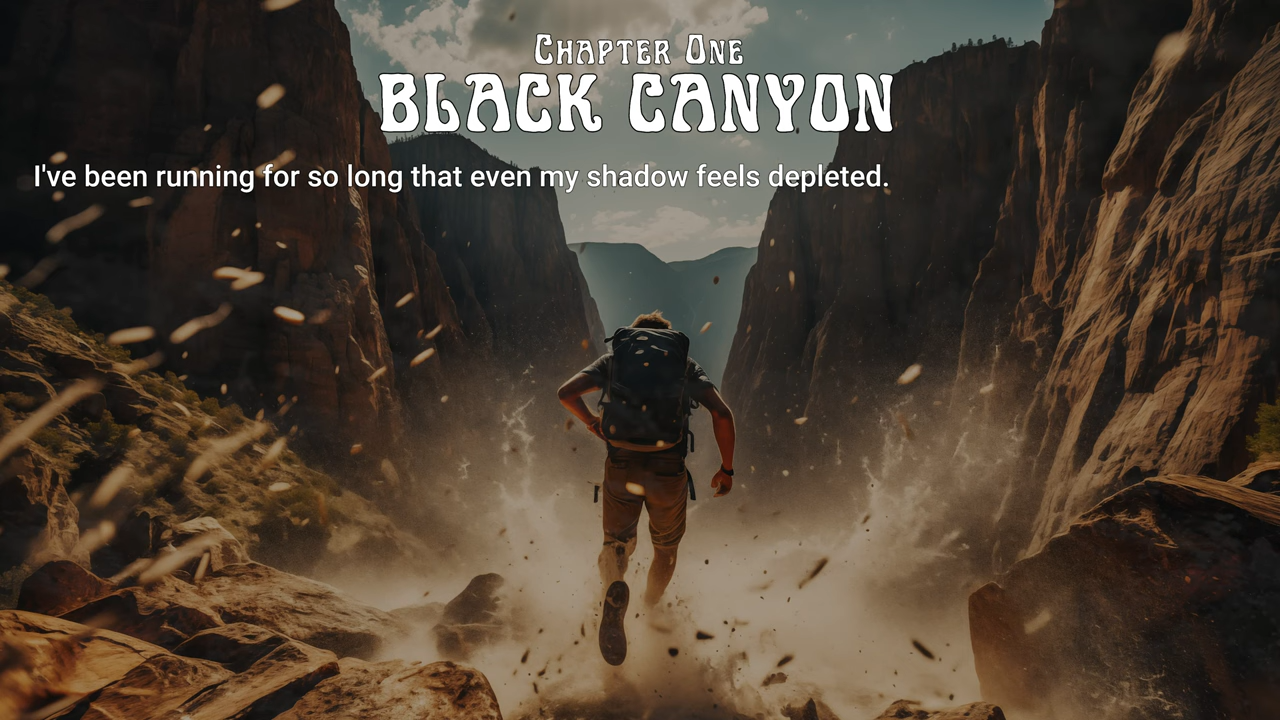 Chapter One
BLACK CANYON
I've been running for so long that even my shadow feels depleted.